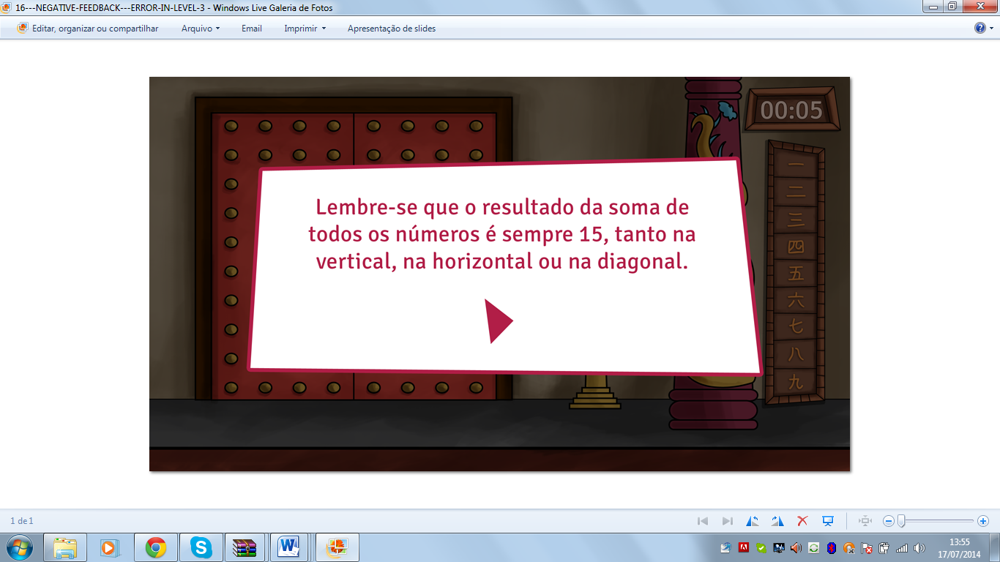 16---NEGATIVE-FEEDBACK---ERROR-IN-LEVEL-3 - Windows Live Galeria de Fotos
Editar, organizar ou compartilhar Arquivo Email Imprimir Apresentação de slides
00:05
一
二
三
四
五
六
七
八
九
Lembre-se que o resultado da soma de
todos os números é sempre 15, tanto na
vertical, na horizontal ou na diagonal.
1 de 1
13:55
17/07/2014